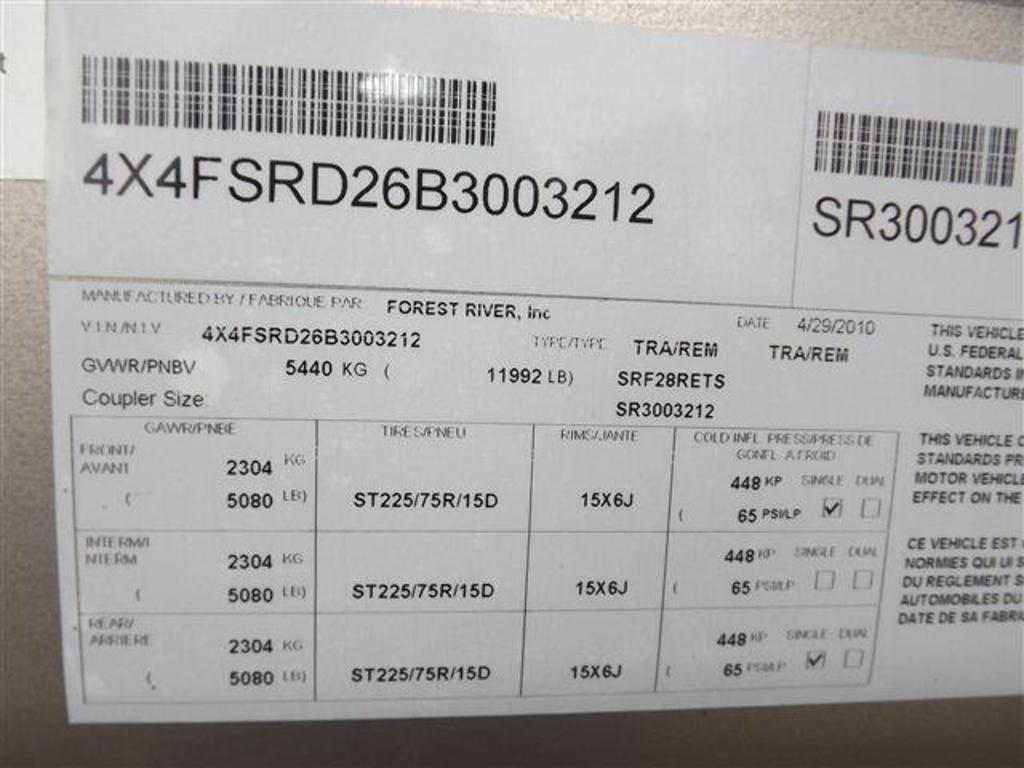 4X4FSRD26B3003212
SR300321
MANUFACTURED BY / FABRIQUE PAR: FOREST RIVER, Inc
DATE 4/29/2010
V I N /N I V 4X4FSRD26B3003212 TYPE/TYPE TRA/REM TRA/REM
GVWR/PNBV 5440 KG ( 11992 LB) SRF28RETS
Coupler Size: SR3003212
GAWR/PNBE TIRES/PNEU RIMS/JANTE COLD INFL. PRESS/PRESS DE
GONFL. A FROID
FRONT/
AVANT 2304 KG 448 KP SINGLE DUAL
( 5080 LB) ST225/75R/15D 15X6J ( 65 PSI/LP
INTERM/I
NTERM 2304 KG 448 KP SINGLE DUAL
( 5080 LB) ST225/75R/15D 15X6J ( 65 PSI/LP
REAR/
ARRIERE 2304 KG 448 KP SINGLE DUAL
( 5080 LB) ST225/75R/15D 15X6J ( 65 PSI/LP
THIS VEHICLE
U.S. FEDERAL
STANDARDS IN
MANUFACTURE
THIS VEHICLE C
STANDARDS PR
MOTOR VEHICLE
EFFECT ON THE
CE VEHICLE EST
NORMIES QUI UI S
DU REGLEMENT S
AUTOMOBILES DU
DATE DE SA FABRI